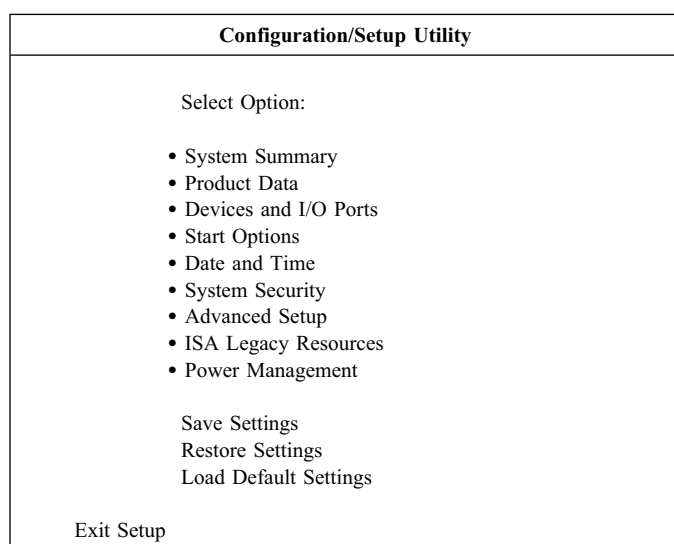 Configuration/Setup Utility
Select Option:
• System Summary
• Product Data
• Devices and I/O Ports
• Start Options
• Date and Time
• System Security
• Advanced Setup
• ISA Legacy Resources
• Power Management
Save Settings
Restore Settings
Load Default Settings
Exit Setup